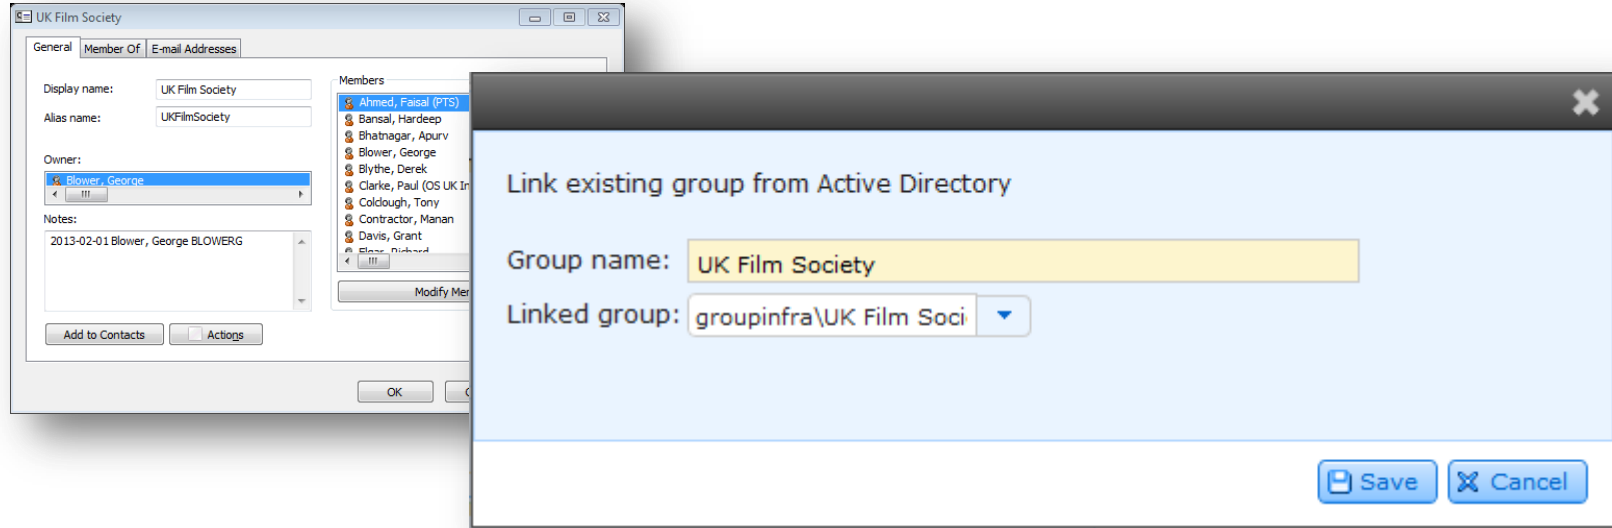 UK Film Society
General
Member Of
E-mail Addresses
Display name:
UK Film Society
Alias name:
UKFilmSociety
Owner:
Blower, George
Notes:
2013-02-01 Blower, George BLOWERG
Add to Contacts
Actions
Members
Ahmed, Faisal (PTS)
Bansal, Hardeep
Bhatnagar, Apurv
Blower, George
Blythe, Derek
Clarke, Paul (OS UK In
Colclough, Tony
Contractor, Manan
Davis, Grant
Modify Mem
OK
Link existing group from Active Directory
Group name:
UK Film Society
Linked group:
groupinfra\UK Film Soci
Save
Cancel